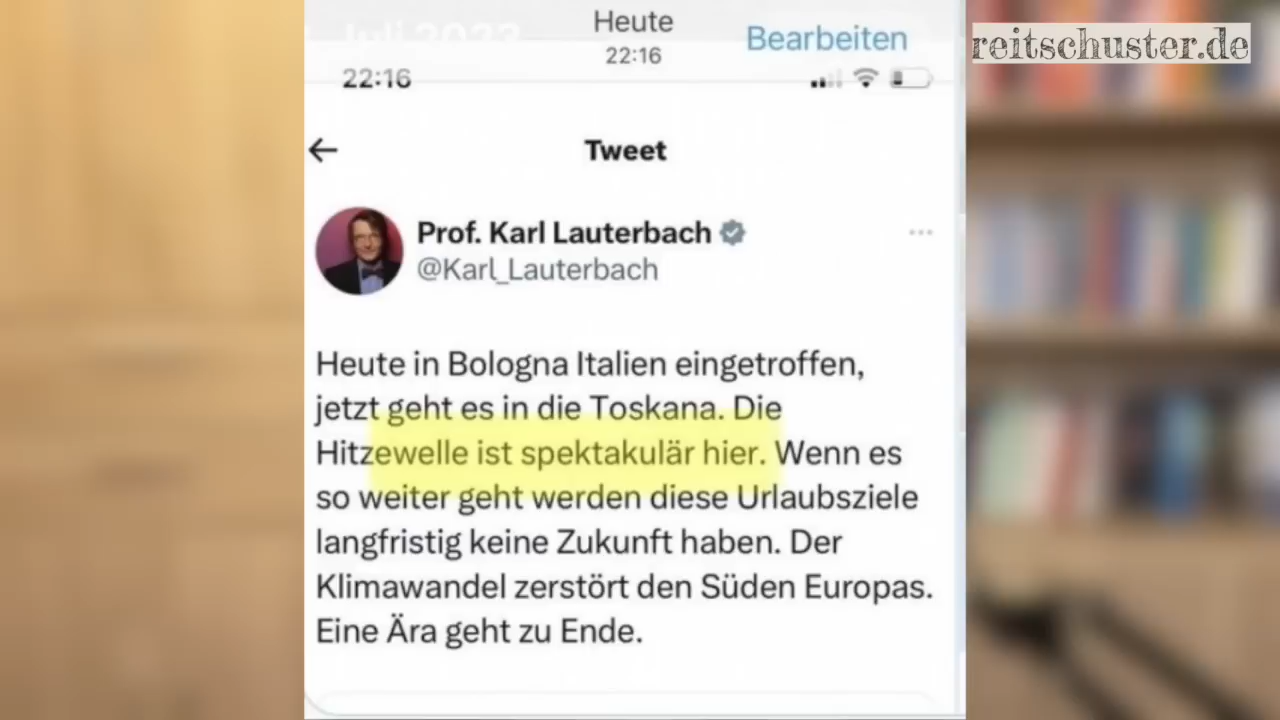 Heute
Juli 2023
22:16
Bearbeiten
reitschuster.de
22:16
Tweet
Prof. Karl Lauterbach
@Karl_Lauterbach
Heute in Bologna Italien eingetroffen,
jetzt geht es in die Toskana. Die
Hitzewelle ist spektakulär hier. Wenn es
so weiter geht werden diese Urlaubsziele
langfristig keine Zukunft haben. Der
Klimawandel zerstört den Süden Europas.
Eine Ära geht zu Ende.